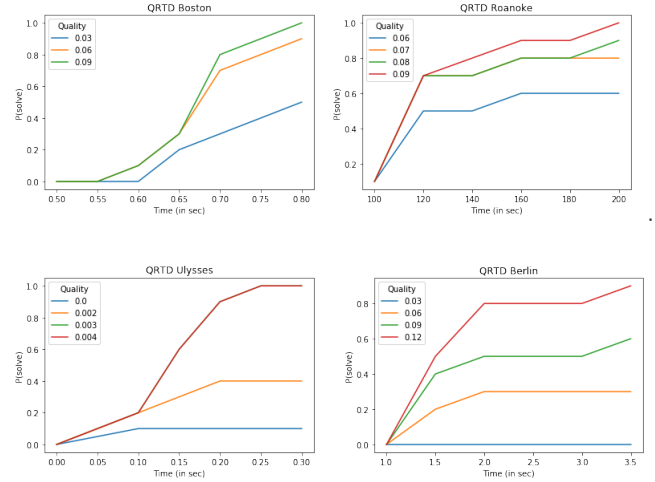 QRTD Boston
Quality
0.03
0.06
0.09
P(solve)
1.0
0.8
0.6
0.4
0.2
0.0
0.50 0.55 0.60 0.65 0.70 0.75 0.80
Time (in sec)
QRTD Roanoke
Quality
0.06
0.07
0.08
0.09
P(solve)
1.0
0.8
0.6
0.4
0.2
100 120 140 160 180 200
Time (in sec)
.
QRTD Ulysses
Quality
0.0
0.002
0.003
0.004
P(solve)
1.0
0.8
0.6
0.4
0.2
0.0
0.00 0.05 0.10 0.15 0.20 0.25 0.30
Time (in sec)
QRTD Berlin
Quality
0.03
0.06
0.09
0.12
P(solve)
0.8
0.6
0.4
0.2
0.0
1.0 1.5 2.0 2.5 3.0 3.5
Time (in sec)